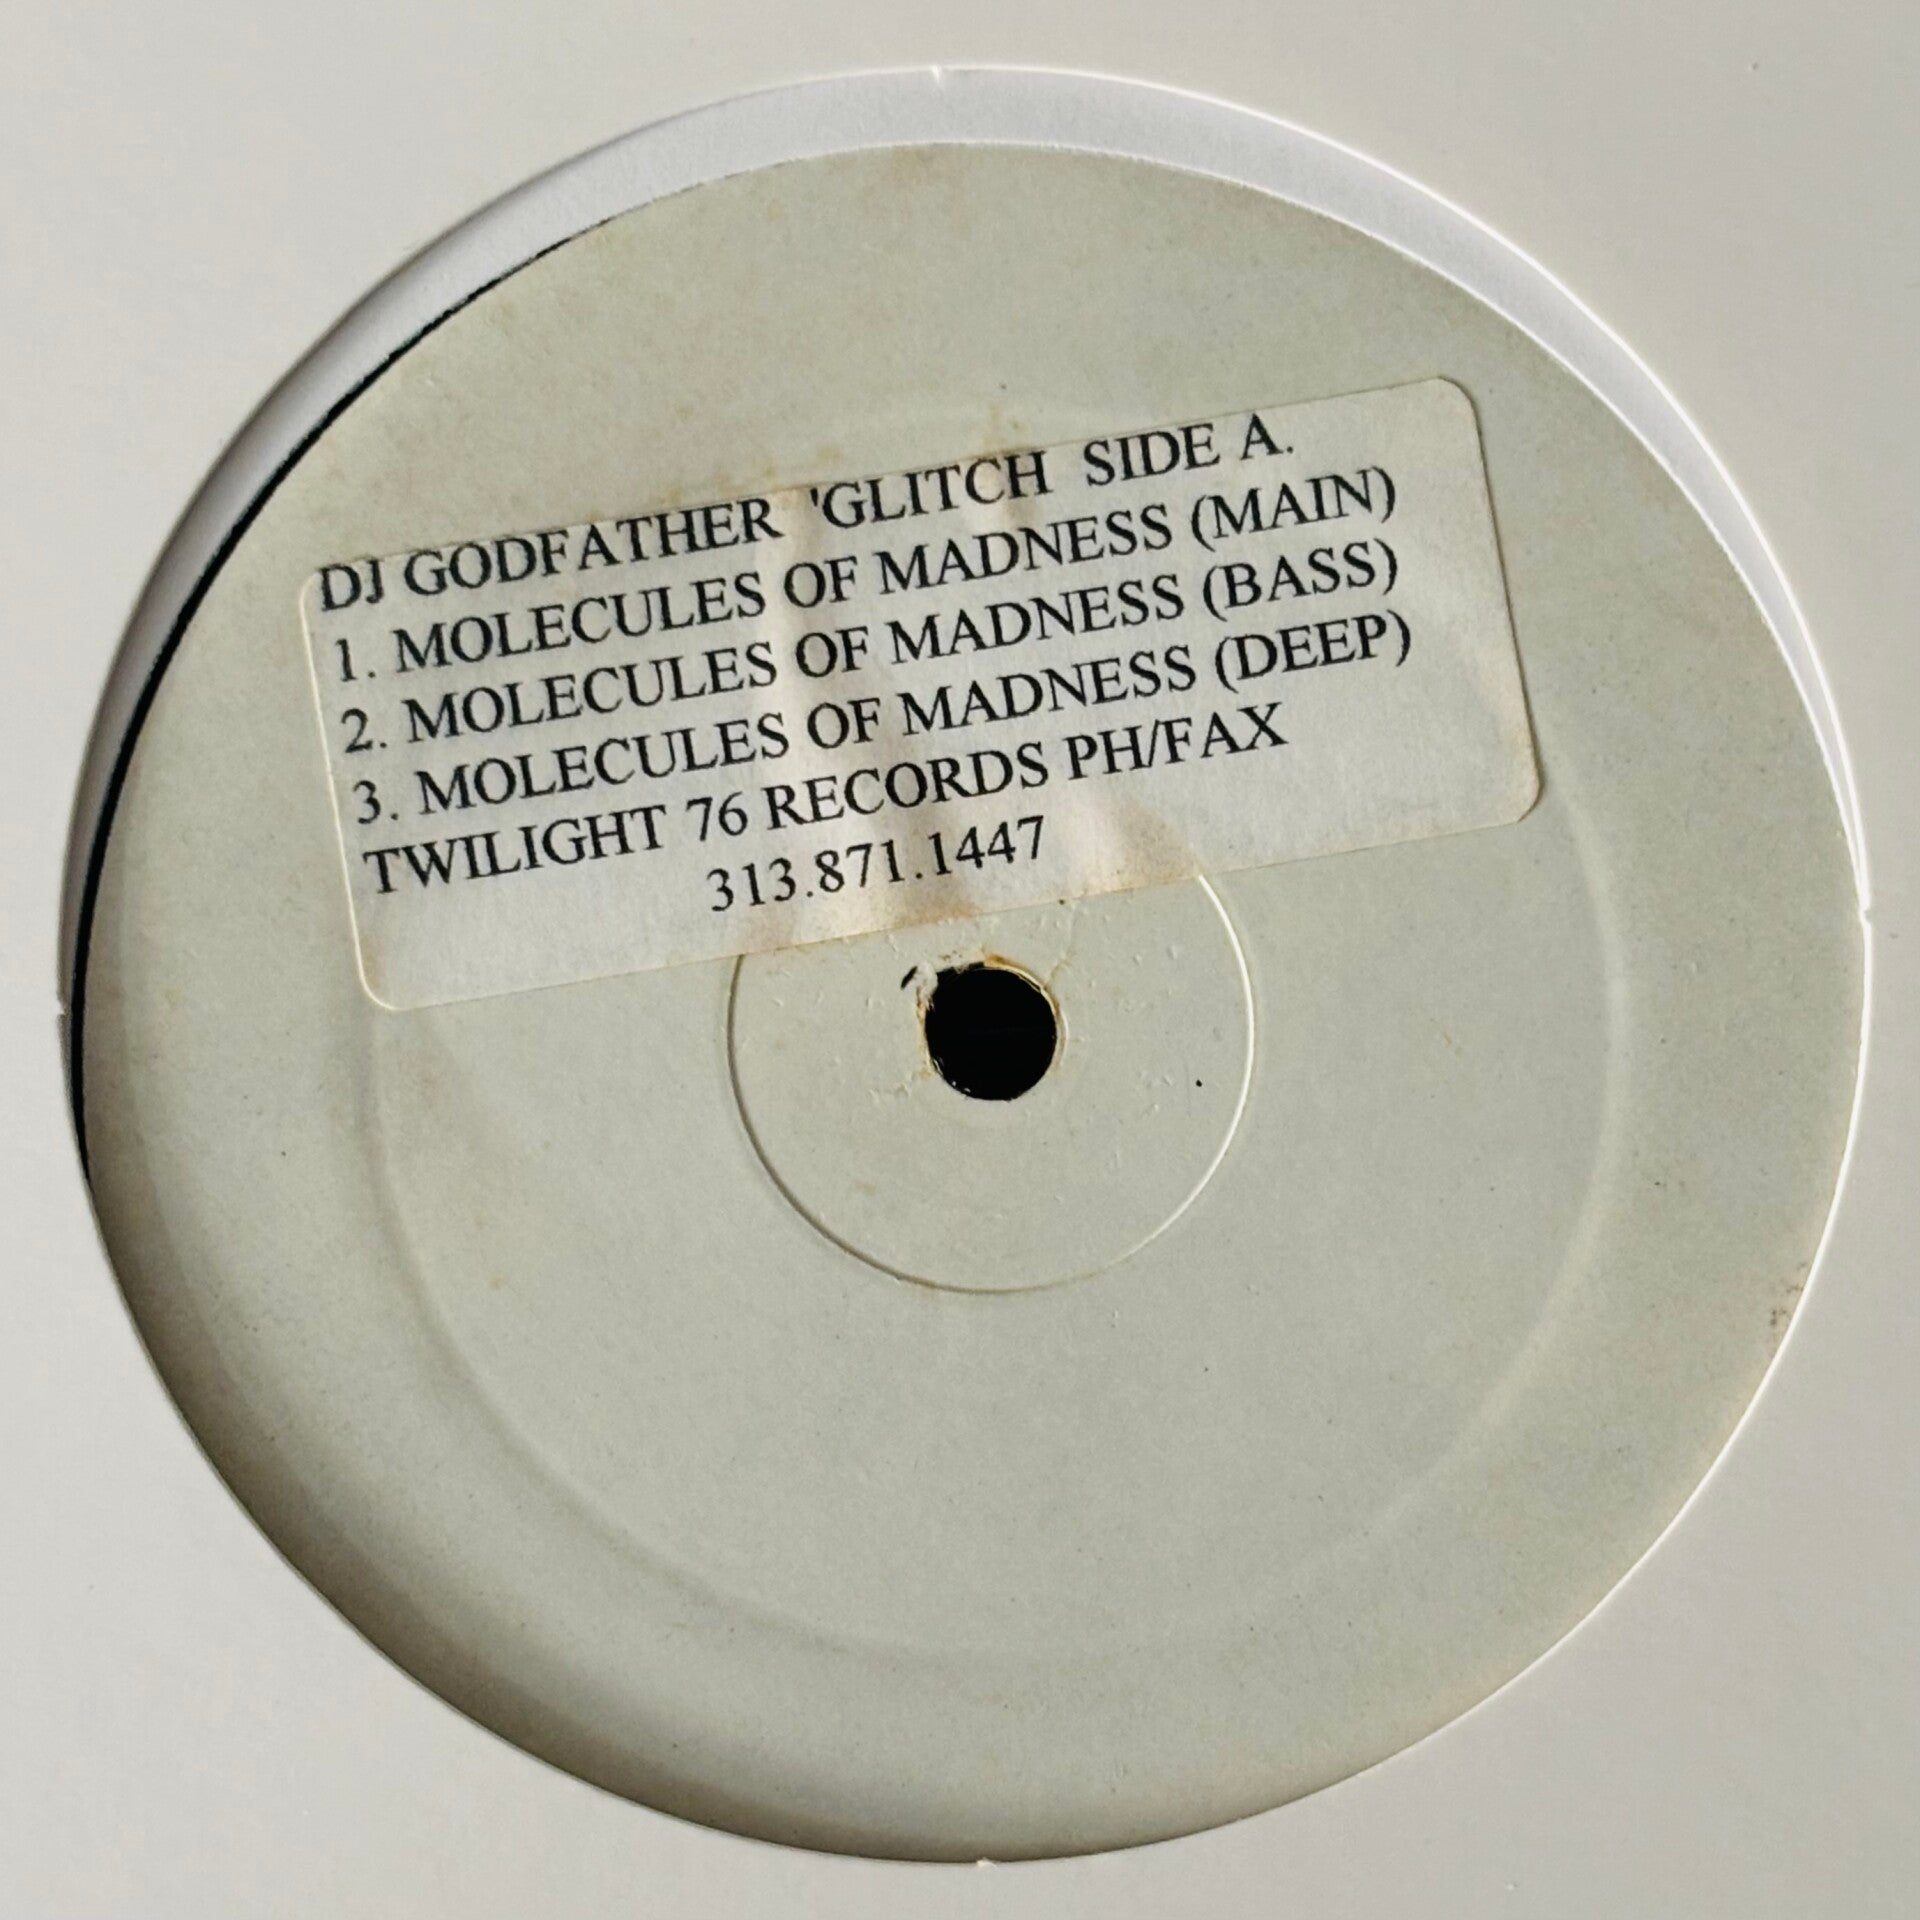 DJ GODFATHER 'GLITCH SIDE A.
1. MOLECULES OF MADNESS (MAIN)
2. MOLECULES OF MADNESS (BASS)
3. MOLECULES OF MADNESS (DEEP)
TWILIGHT 76 RECORDS PH/FAX
313.871.1447